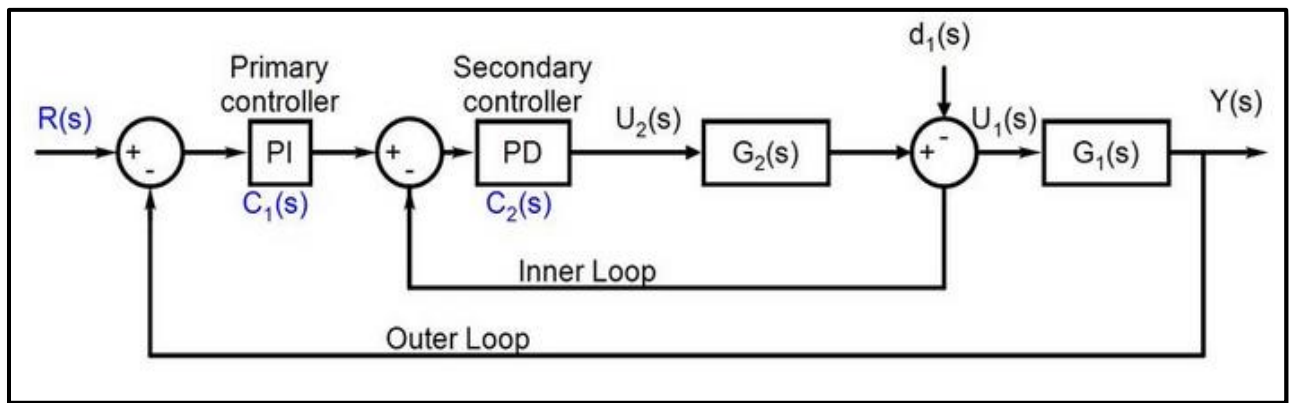 d₁(s)
Primary
controller
Secondary
controller
R(s)
+
-
PI
C₁(s)
+
-
PD
C₂(s)
U₂(s)
G₂(s)
-
+
U₁(s)
G₁(s)
Y(s)
Inner Loop
Outer Loop